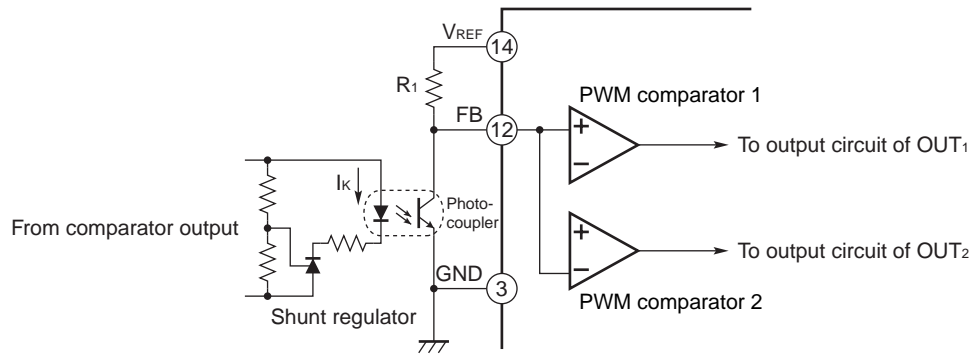 VREF
14
R1
PWM comparator 1
FB
12
+
−
To output circuit of OUT1
IK
Photo-
coupler
From comparator output
+
−
To output circuit of OUT2
GND
3
PWM comparator 2
Shunt regulator